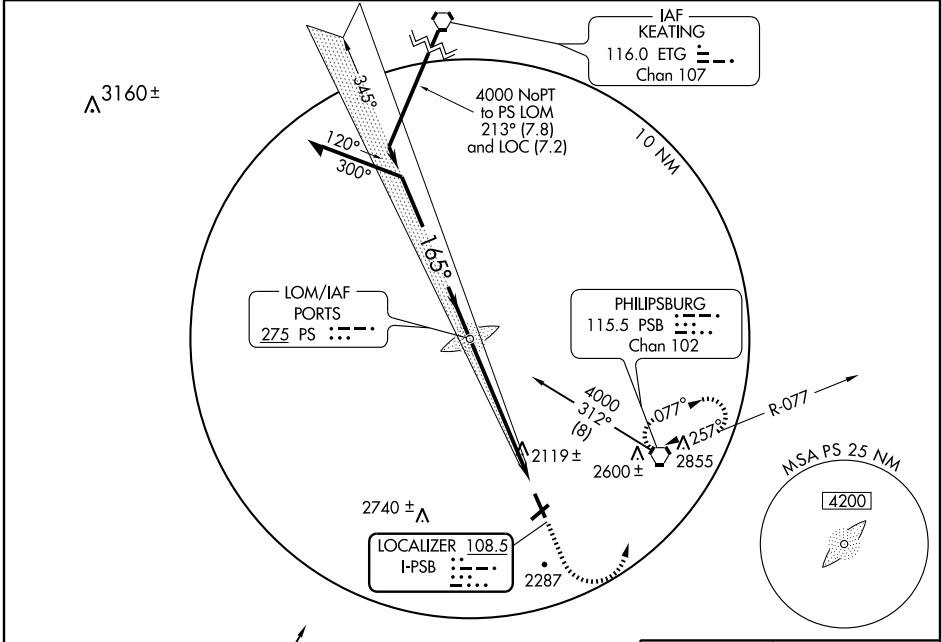 IAF
KEATING
116.0 ETG
Chan 107
3160 ±
345°
4000 NoPT
to PS LOM
213° (7.8)
and LOC (7.2)
10 NM
120°
300°
165°
LOM/IAF
PORTS
275 PS
PHILIPSBURG
115.5 PSB
Chan 102
4000
312°
(8)
077°
R-077
257°
2119 ±
2600 ±
2855
MSA PS 25 NM
4200
2740 ±
LOCALIZER 108.5
I-PSB
2287